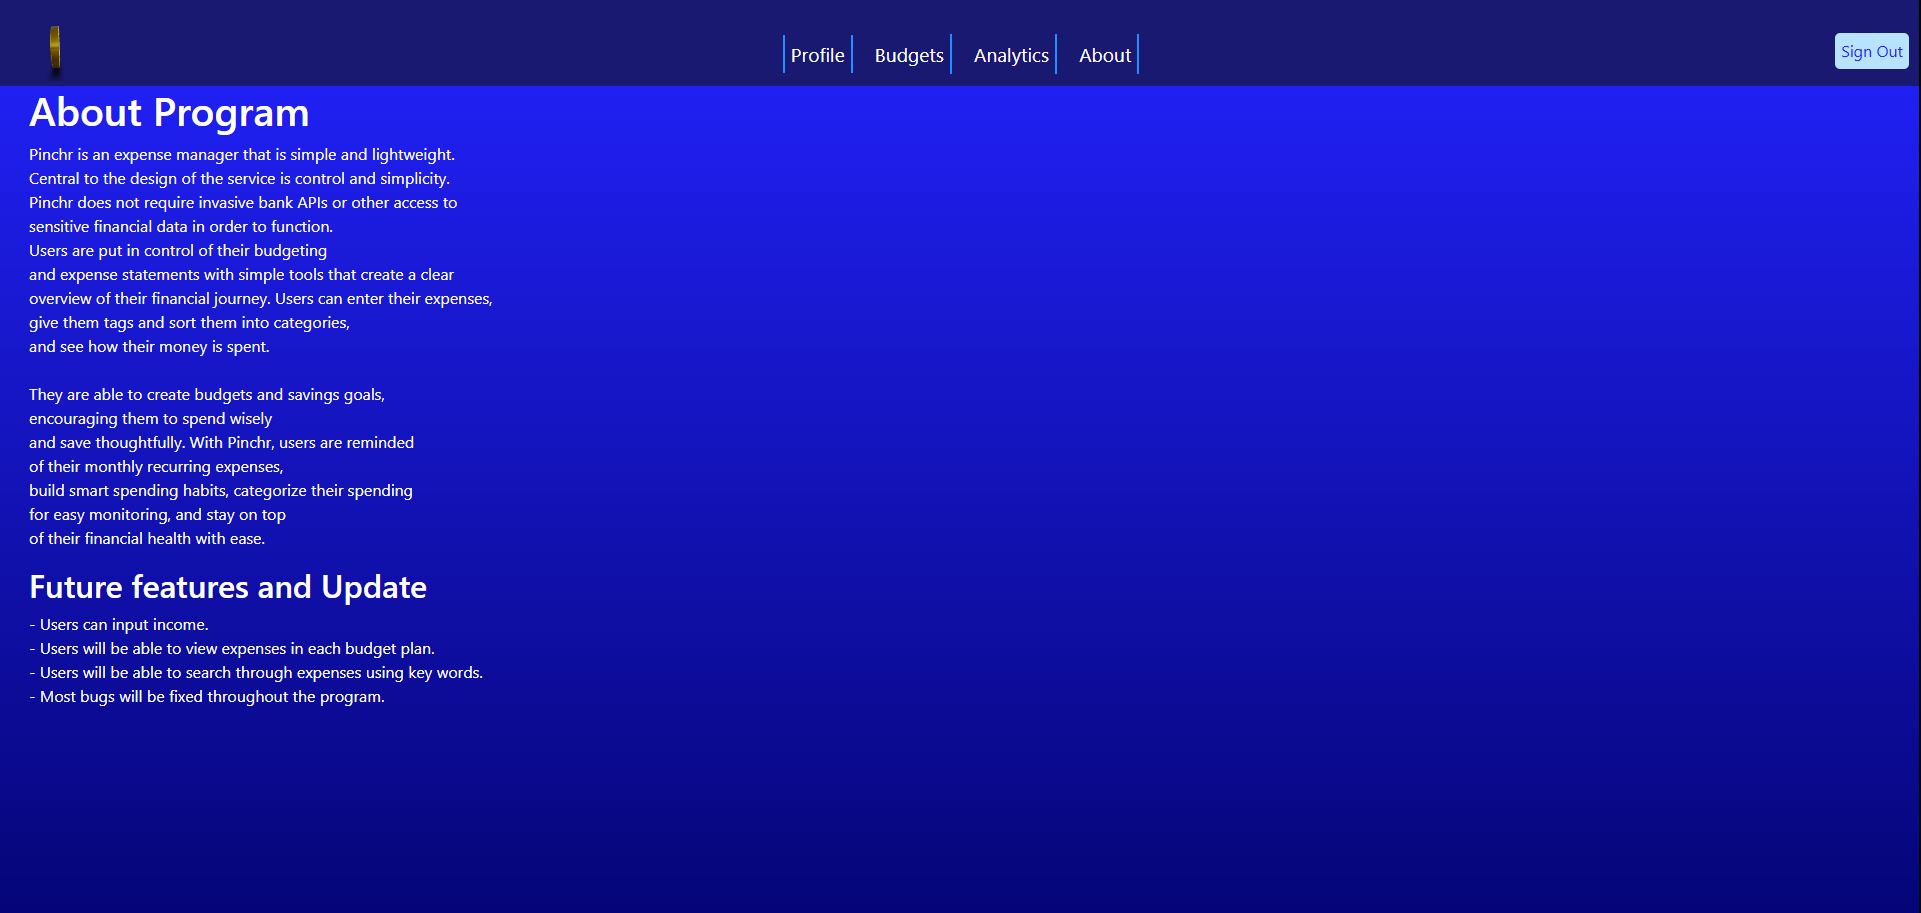 Profile
Budgets
Analytics
About
Sign Out
About Program
Pinchr is an expense manager that is simple and lightweight.
Central to the design of the service is control and simplicity.
Pinchr does not require invasive bank APIs or other access to
sensitive financial data in order to function.
Users are put in control of their budgeting
and expense statements with simple tools that create a clear
overview of their financial journey. Users can enter their expenses,
give them tags and sort them into categories,
and see how their money is spent.
They are able to create budgets and savings goals,
encouraging them to spend wisely
and save thoughtfully. With Pinchr, users are reminded
of their monthly recurring expenses,
build smart spending habits, categorize their spending
for easy monitoring, and stay on top
of their financial health with ease.
Future features and Update
- Users can input income.
- Users will be able to view expenses in each budget plan.
- Users will be able to search through expenses using key words.
- Most bugs will be fixed throughout the program.